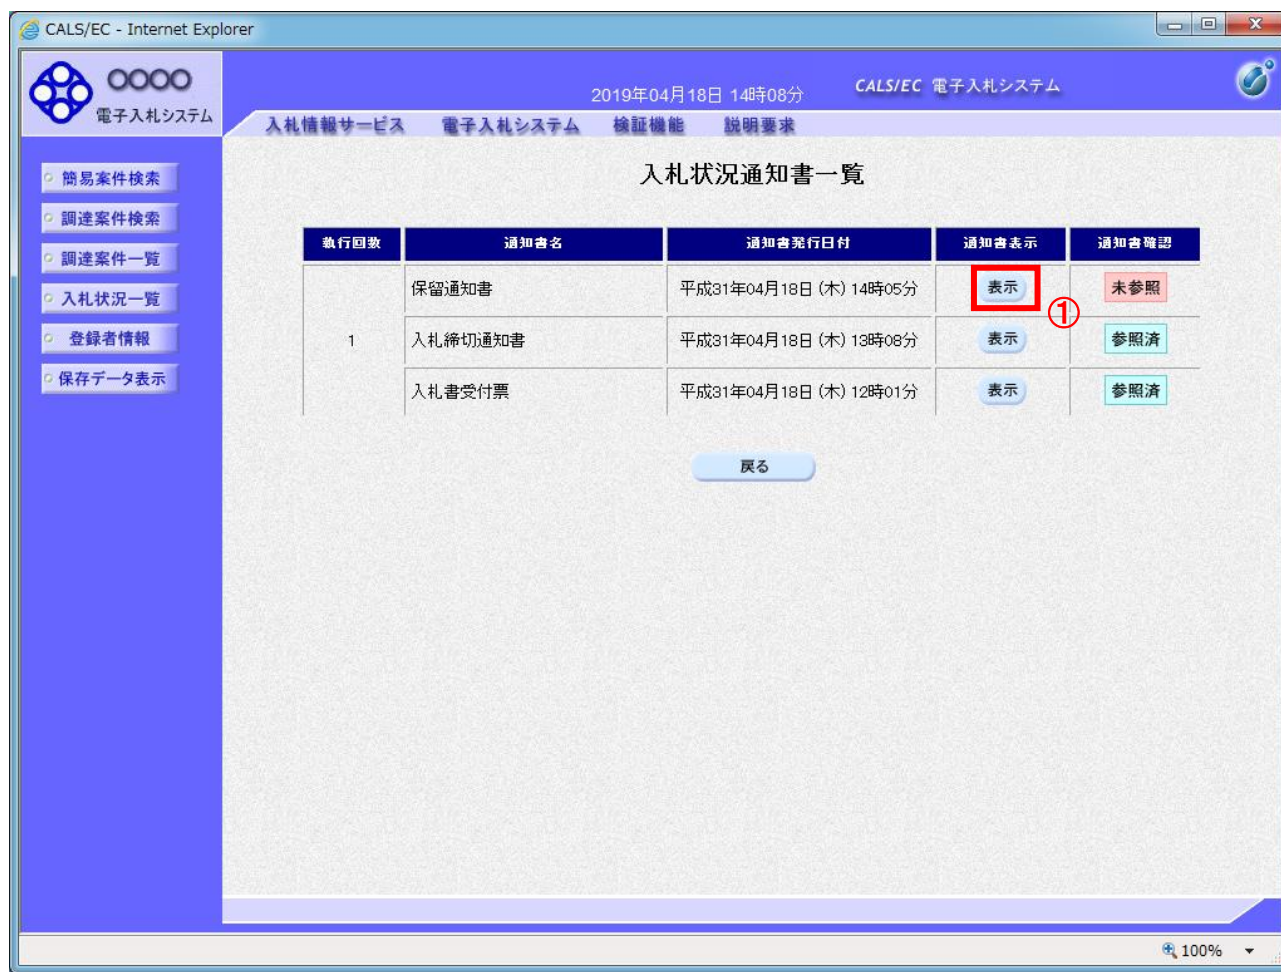 CALS/EC - Internet Explorer
○○○○
電子入札システム
2019年04月18日 14時08分
CALS/EC 電子入札システム
入札情報サービス 電子入札システム 検証機能 説明要求
簡易案件検索
調達案件検索
調達案件一覧
入札状況一覧
登録者情報
保存データ表示
入札状況通知書一覧
執行回数 通知書名 通知書発行日付 通知書表示 通知書確認
保留通知書 平成31年04月18日 (木) 14時05分 表示 未参照
①
1 入札締切通知書 平成31年04月18日 (木) 13時08分 表示 参照済
入札書受付票 平成31年04月18日 (木) 12時01分 表示 参照済
戻る
100%